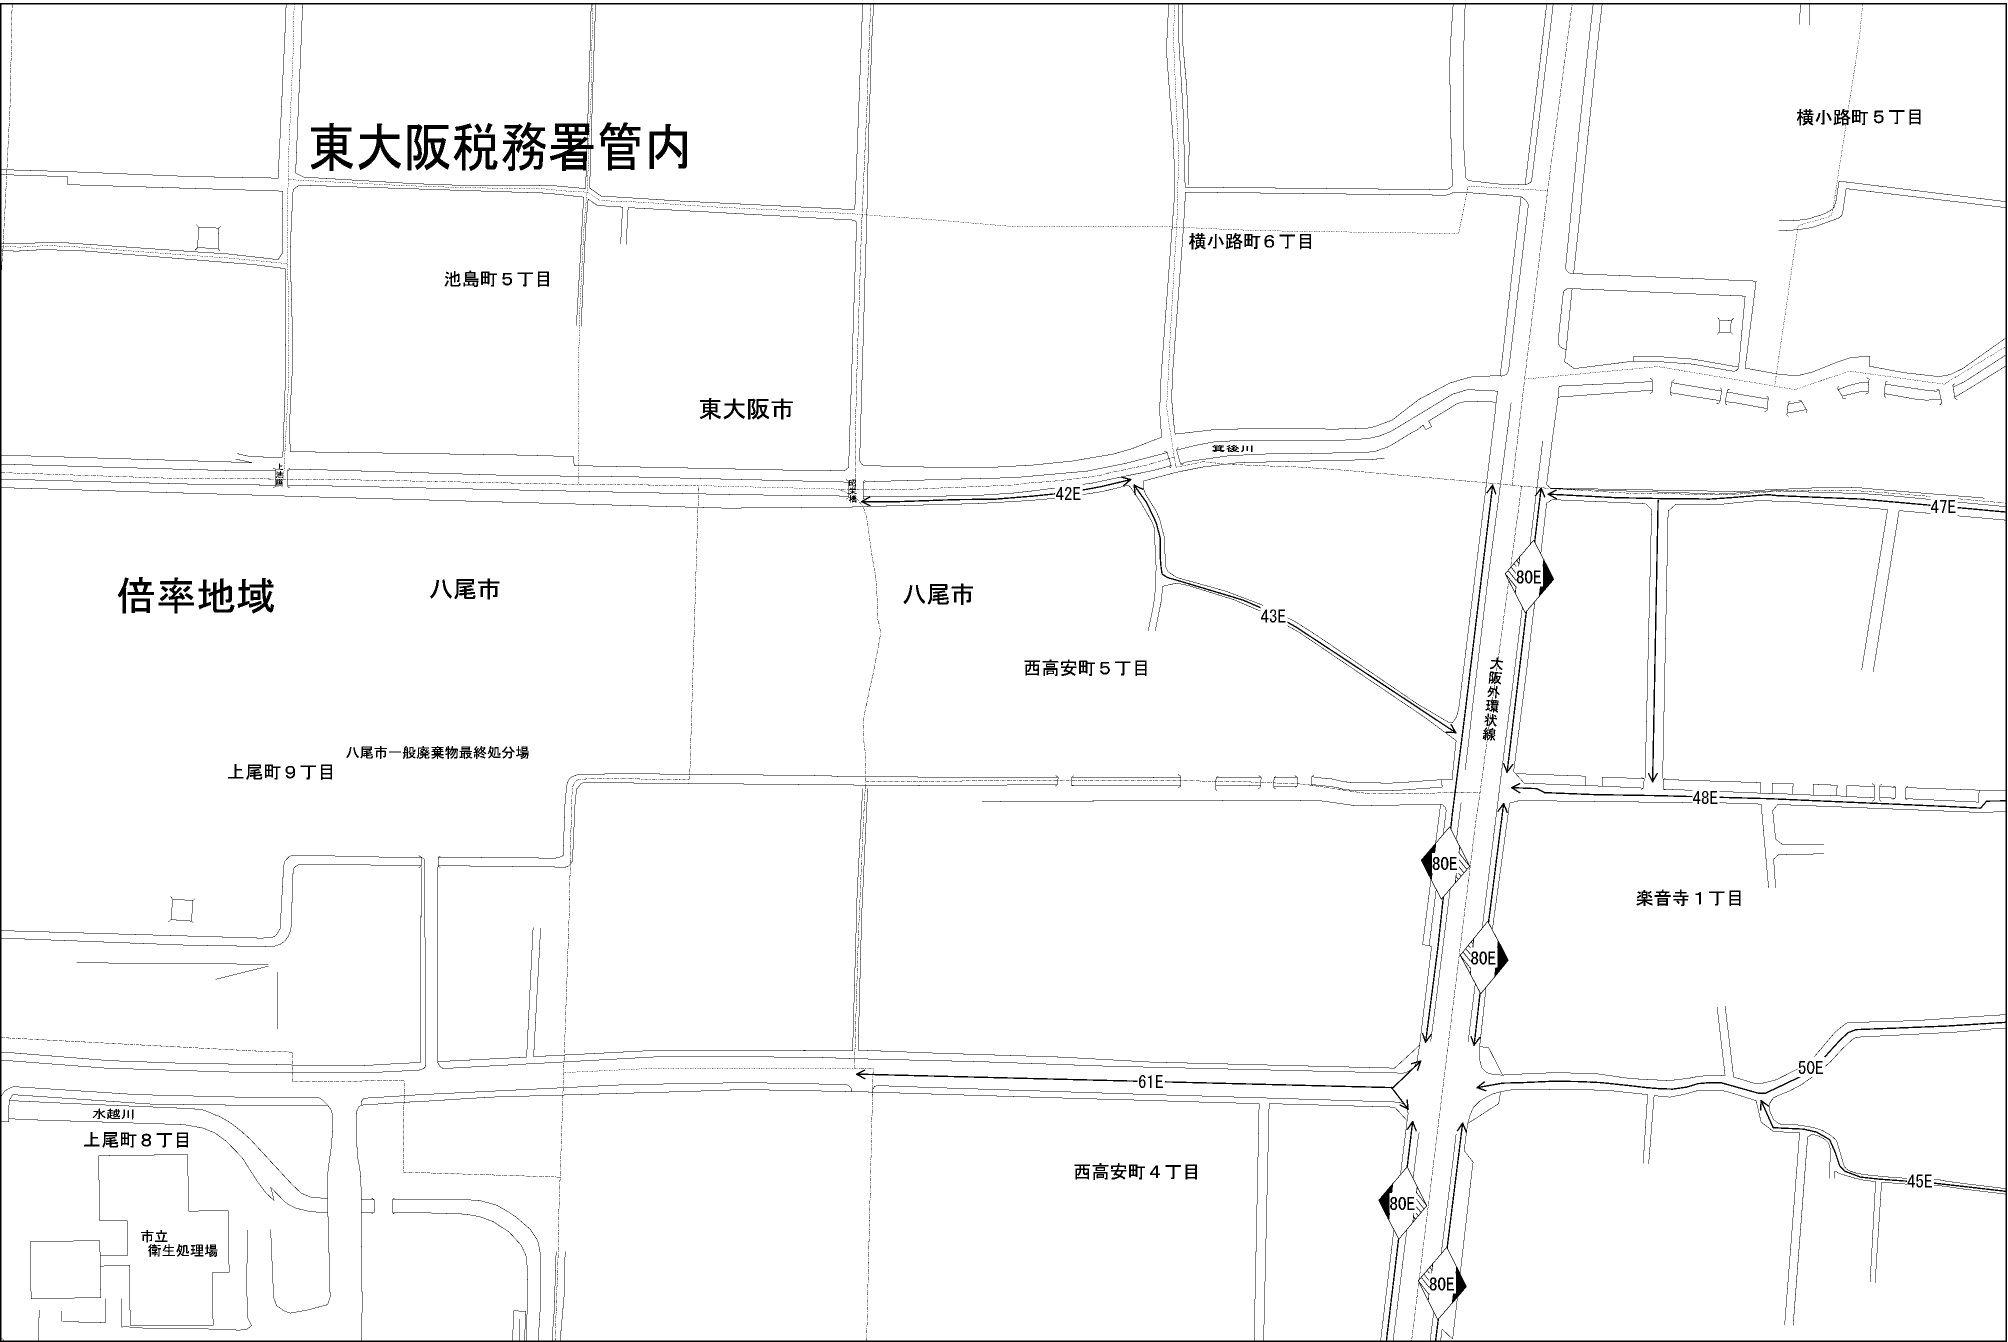 横小路町５丁目
東大阪税務署管内
横小路町６丁目
池島町５丁目
東大阪市
箕後川
42E
47E
80E
倍率地域
八尾市
八尾市
43E
西高安町５丁目
大阪外環状線
八尾市一般廃棄物最終処分場
上尾町９丁目
48E
80E
楽音寺１丁目
80E
50E
61E
水越川
上尾町８丁目
西高安町４丁目
45E
80E
市立
衛生処理場
80E